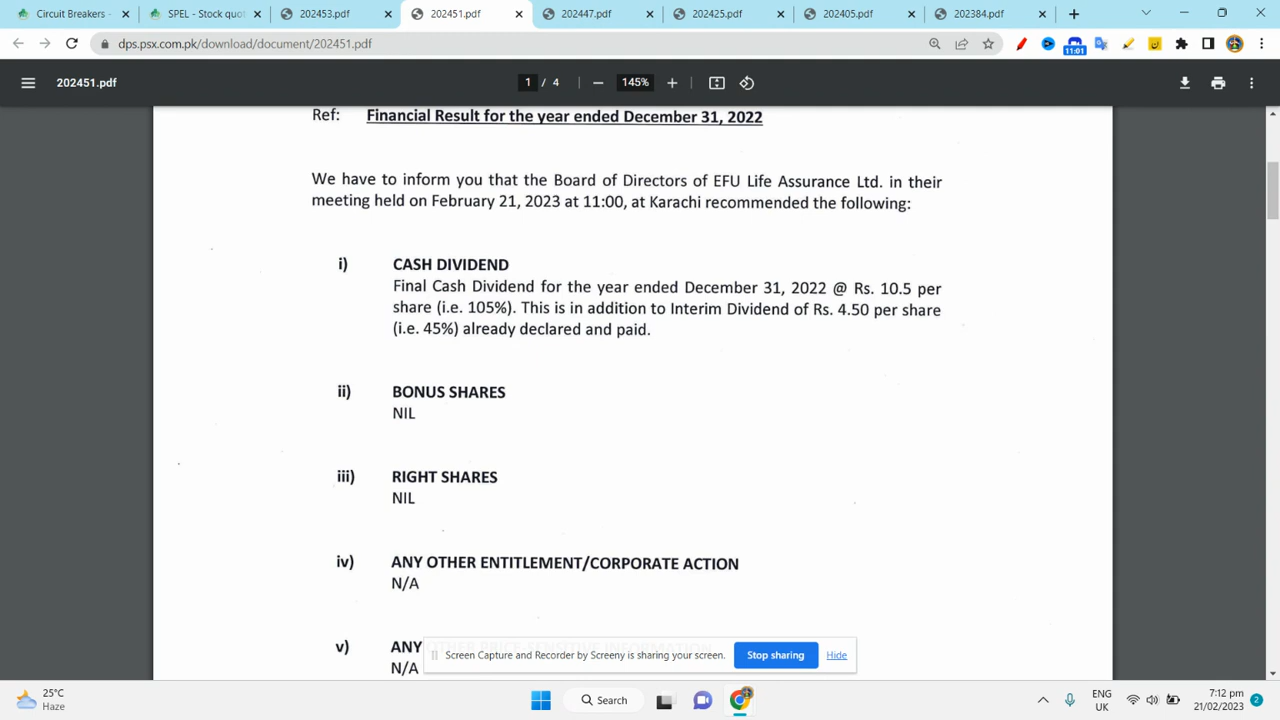 Circuit Breakers -
SPEL - Stock quot
202453.pdf
202451.pdf
202447.pdf
202425.pdf
202405.pdf
202384.pdf
dps.psx.com.pk/download/document/202451.pdf
11:01
202451.pdf
1 / 4
145%
Ref: Financial Result for the year ended December 31, 2022
We have to inform you that the Board of Directors of EFU Life Assurance Ltd. in their
meeting held on February 21, 2023 at 11:00, at Karachi recommended the following:
i) CASH DIVIDEND
Final Cash Dividend for the year ended December 31, 2022 @ Rs. 10.5 per
share (i.e. 105%). This is in addition to Interim Dividend of Rs. 4.50 per share
(i.e. 45%) already declared and paid.
ii) BONUS SHARES
NIL
iii) RIGHT SHARES
NIL
iv) ANY OTHER ENTITLEMENT/CORPORATE ACTION
N/A
v) ANY
N/A
Screen Capture and Recorder by Screeny is sharing your screen.
Stop sharing
Hide
25°C
Haze
Search
ENG
UK
7:12 pm
21/02/2023
2